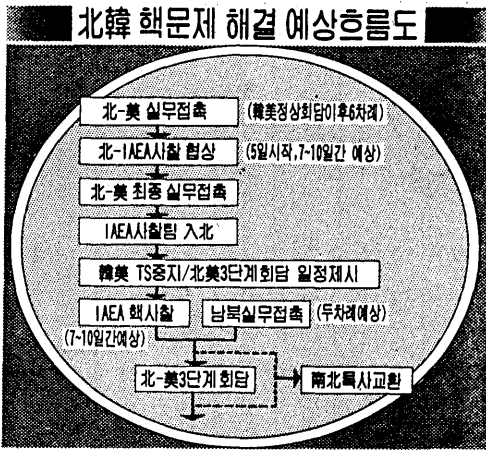 北韓 핵문제 해결 예상흐름도
北-美 실무접촉 (韓美정상회담이후6차례)
北-IAEA사찰 협상 (5일시작,7~10일간 예상)
北-美 최종 실무접촉
IAEA사찰팀 入北
韓美 TS중지/北美3단계회담 일정제시
IAEA 핵사찰 남북실무접촉 (두차례예상)
(7~10일간예상)
北-美3단계 회담 南北특사교환